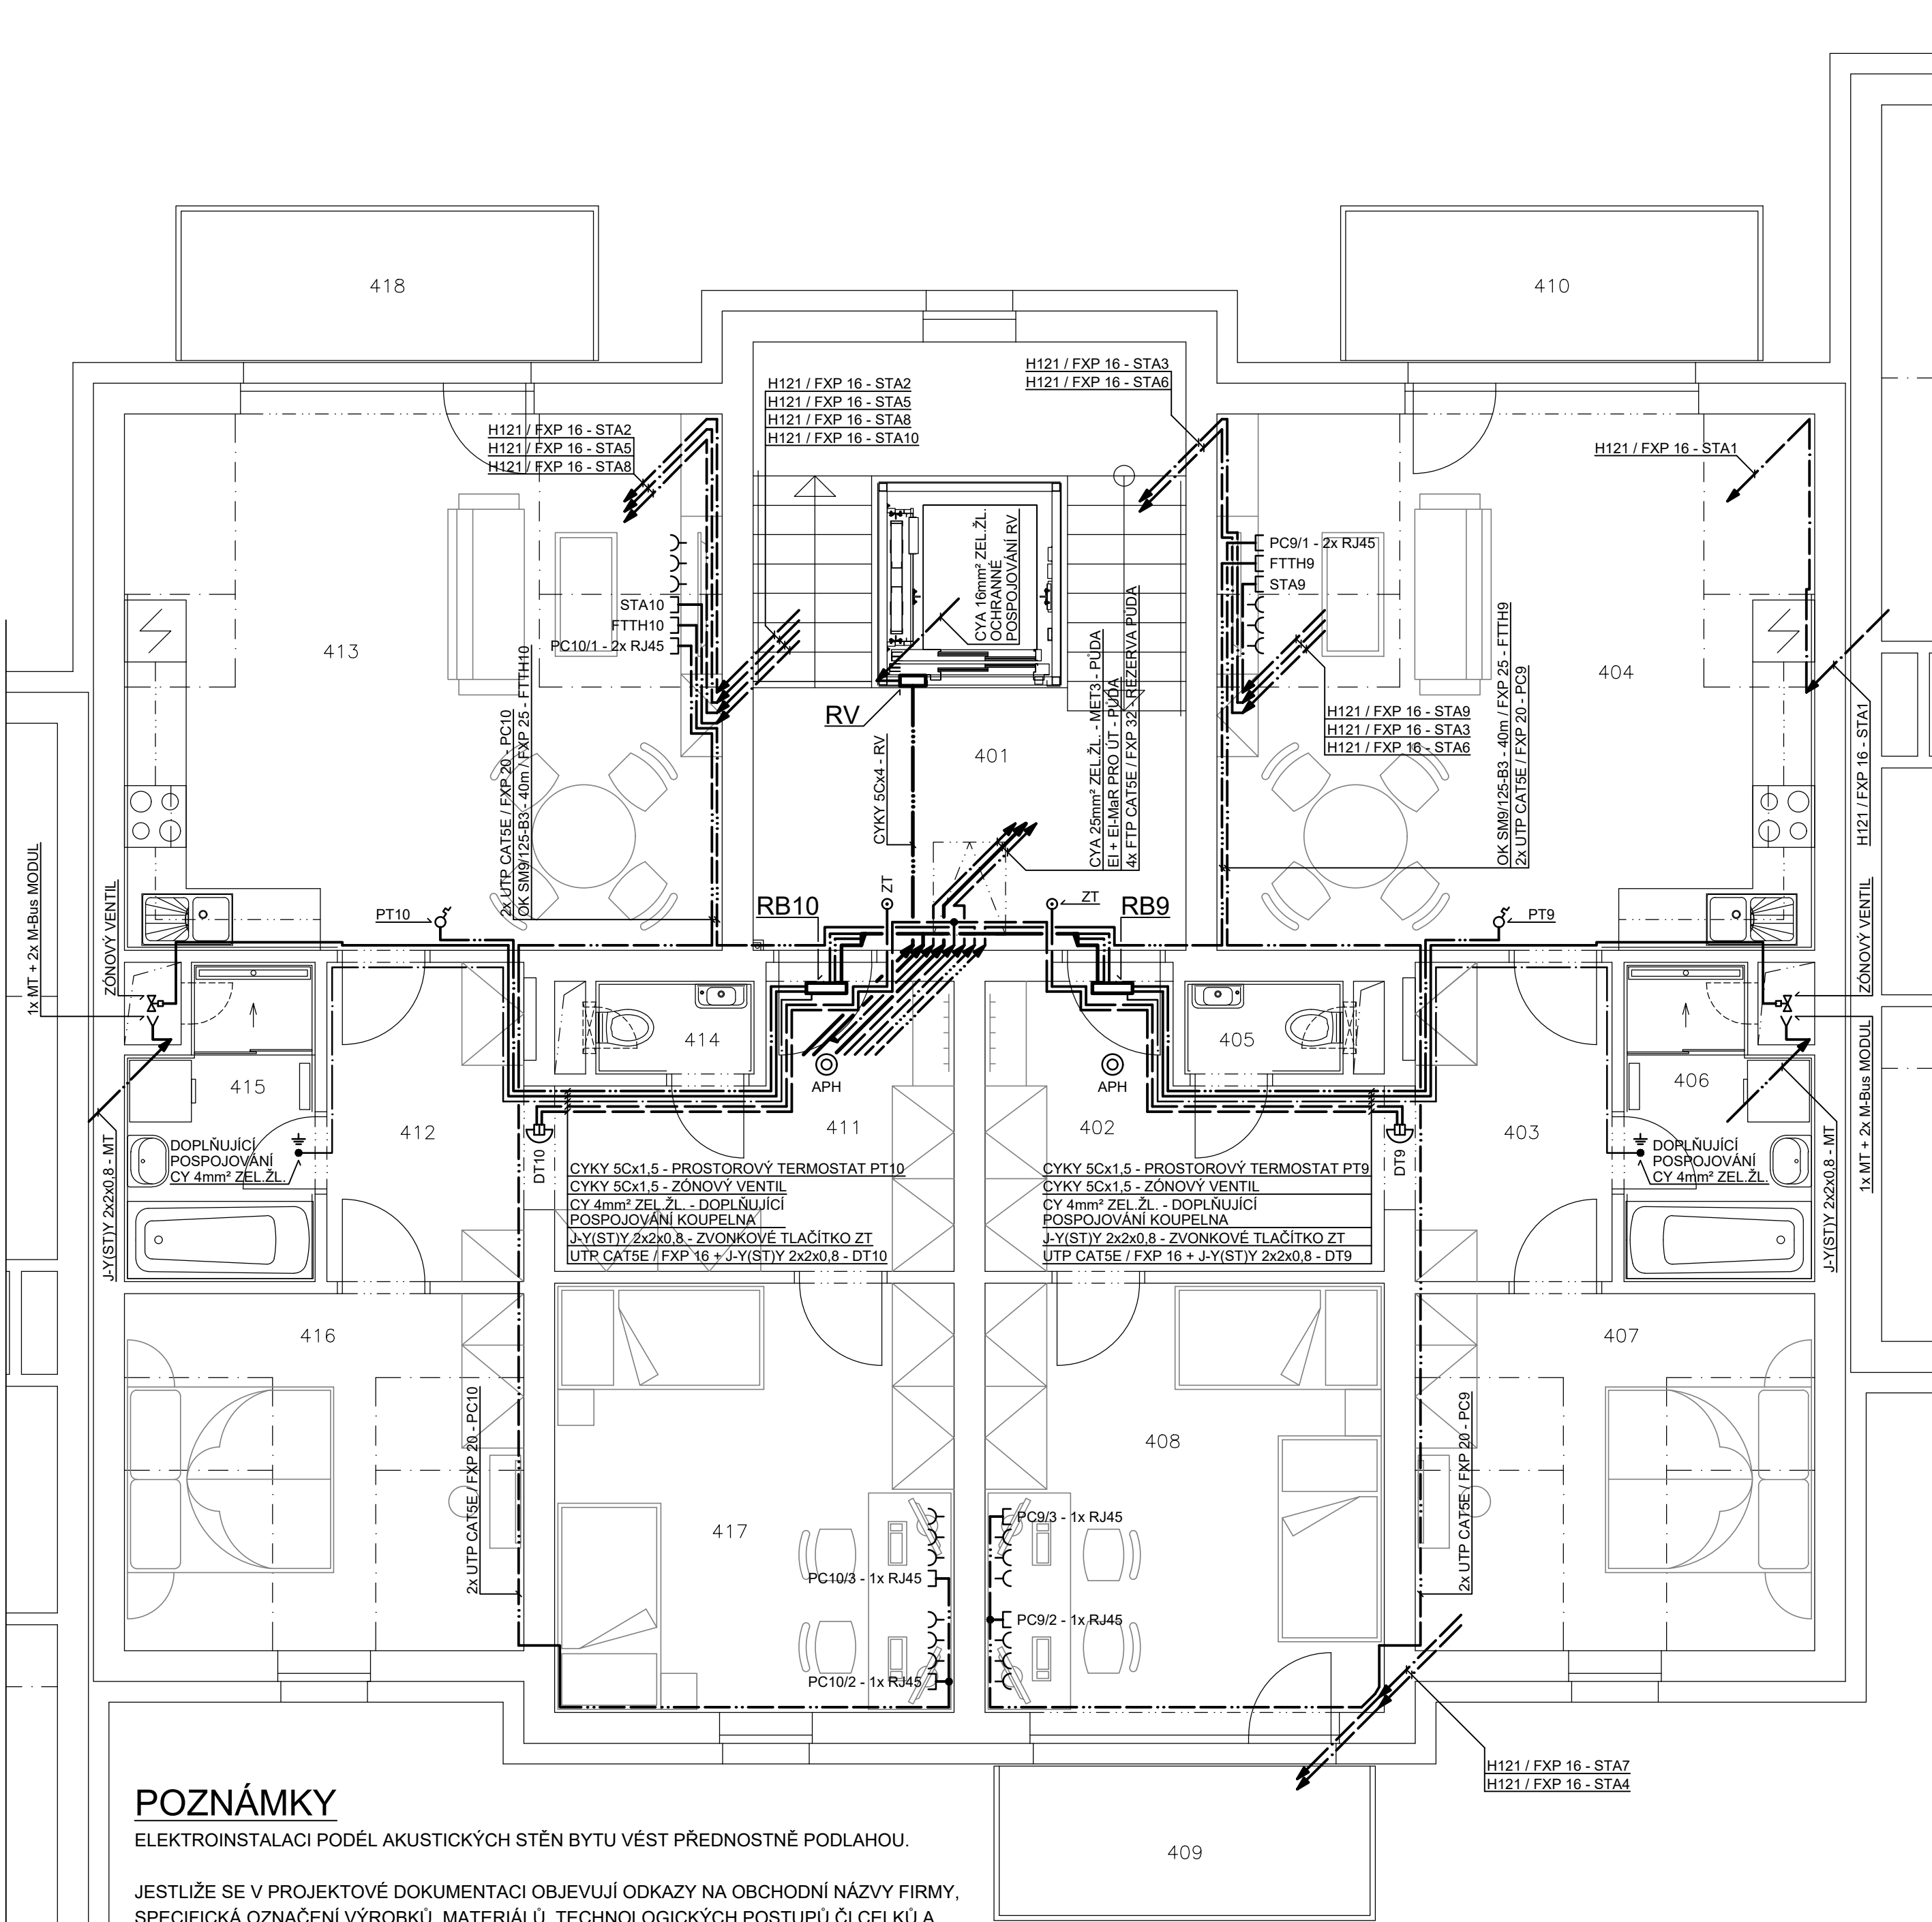 418
410
H121 / FXP 16 - STA3
H121 / FXP 16 - STA6
H121 / FXP 16 - STA2
H121 / FXP 16 - STA5
H121 / FXP 16 - STA8
H121 / FXP 16 - STA10
H121 / FXP 16 - STA2
H121 / FXP 16 - STA5
H121 / FXP 16 - STA8
H121 / FXP 16 - STA1
CYA 16mm² ZEL.ŽL.
OCHRANNÉ
POSPOJOVÁNÍ RV
PC9/1 - 2x RJ45
FTTH9
STA9
STA10
FTTH10
PC10/1 - 2x RJ45
413
404
2x UTP CAT5E / FXP 20 - PC10
OK SM9/125-B3 - 40m / FXP 25 - FTTH10
RV
CYKY 5Cx4 - RV
401
CYA 25mm² ZEL.ŽL. - MET3 - PŮDA
EI + EI-MaR PRO ÚT - PŮDA
4x FTP CAT5E / FXP 32 - REZERVA PŮDA
H121 / FXP 16 - STA9
H121 / FXP 16 - STA3
H121 / FXP 16 - STA6
OK SM9/125-B3 - 40m / FXP 25 - FTTH9
2x UTP CAT5E / FXP 20 - PC9
H121 / FXP 16 - STA1
1x MT + 2x M-Bus MODUL
ZÓNOVÝ VENTIL
PT10
RB10
ZT
ZT
RB9
PT9
ZÓNOVÝ VENTIL
1x MT + 2x M-Bus MODUL
414
405
APH
APH
415
406
412
411
402
403
J-Y(ST)Y 2x2x0,8 - MT
DOPLŇUJÍCÍ
POSPOJOVÁNÍ
CY 4mm² ZEL.ŽL.
DT10
CYKY 5Cx1,5 - PROSTOROVÝ TERMOSTAT PT10
CYKY 5Cx1,5 - ZÓNOVÝ VENTIL
CY 4mm² ZEL.ŽL. - DOPLŇUJÍCÍ
POSPOJOVÁNÍ KOUPELNA
J-Y(ST)Y 2x2x0,8 - ZVONKOVÉ TLAČÍTKO ZT
UTP CAT5E / FXP 16 + J-Y(ST)Y 2x2x0,8 - DT10
CYKY 5Cx1,5 - PROSTOROVÝ TERMOSTAT PT9
CYKY 5Cx1,5 - ZÓNOVÝ VENTIL
CY 4mm² ZEL.ŽL. - DOPLŇUJÍCÍ
POSPOJOVÁNÍ KOUPELNA
J-Y(ST)Y 2x2x0,8 - ZVONKOVÉ TLAČÍTKO ZT
UTP CAT5E / FXP 16 + J-Y(ST)Y 2x2x0,8 - DT9
DT9
DOPLŇUJÍCÍ
POSPOJOVÁNÍ
CY 4mm² ZEL.ŽL.
J-Y(ST)Y 2x2x0,8 - MT
416
407
2x UTP CAT5E / FXP 20 - PC10
2x UTP CAT5E / FXP 20 - PC9
417
408
PC9/3 - 1x RJ45
PC10/3 - 1x RJ45
PC9/2 - 1x RJ45
PC10/2 - 1x RJ45
H121 / FXP 16 - STA7
H121 / FXP 16 - STA4
409
POZNÁMKY
ELEKTROINSTALACI PODÉL AKUSTICKÝCH STĚN BYTU VÉST PŘEDNOSTNĚ PODLAHOU.
JESTLIŽE SE V PROJEKTOVÉ DOKUMENTACI OBJEVUJÍ ODKAZY NA OBCHODNÍ NÁZVY FIRMY,
SPECIFICKÁ OZNAČENÍ VÝROBKŮ, MATERIÁLŮ, TECHNOLOGICKÝCH POSTUPŮ ČI CELKŮ A